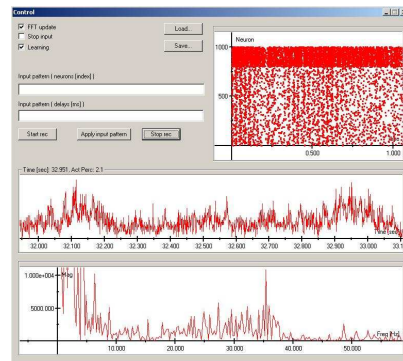 Control
FFT update
Stop input
Learning
Load...
Save...
Input pattern ( neurons [index] )
Input pattern ( delays [ms] )
Start rec
Apply input pattern
Stop rec
Neuron
1000
500
0.500
1.000
Time [sec]: 32.951, Act Perc: 2.1
32.000 32.100 32.200 32.300 32.400 32.500 32.600 32.700 32.800 32.900 33.000
1.000e+004
Mag
5000.000
Freq [Hz]
10.000 20.000 30.000 40.000 50.000